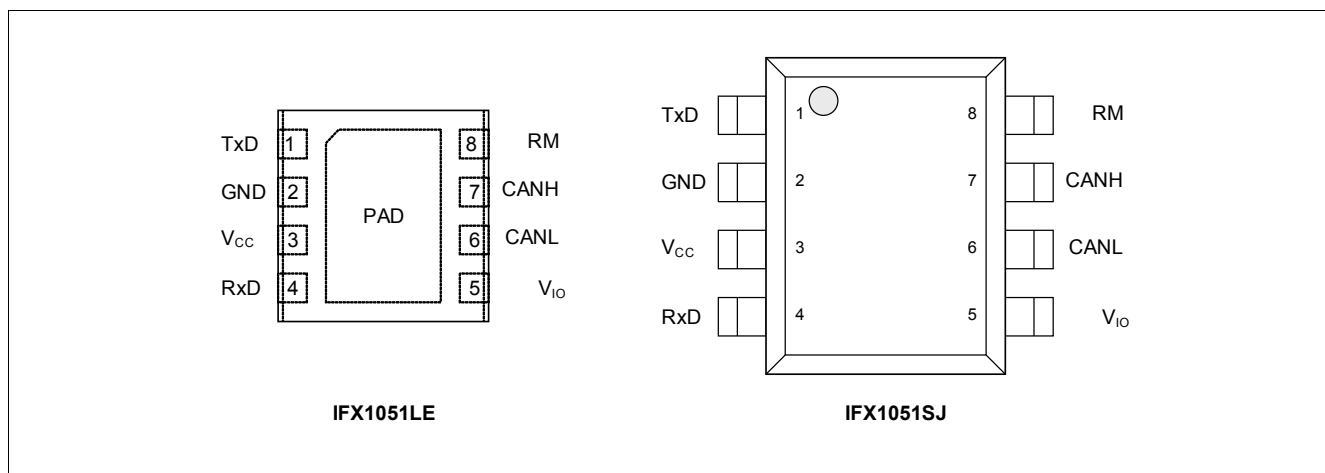 TxD 1 8 RM
GND 2 7 CANH
PAD
VCC 3 6 CANL
RxD 4 5 VIO
IFX1051LE
TxD 1 8 RM
GND 2 7 CANH
VCC 3 6 CANL
RxD 4 5 VIO
IFX1051SJ